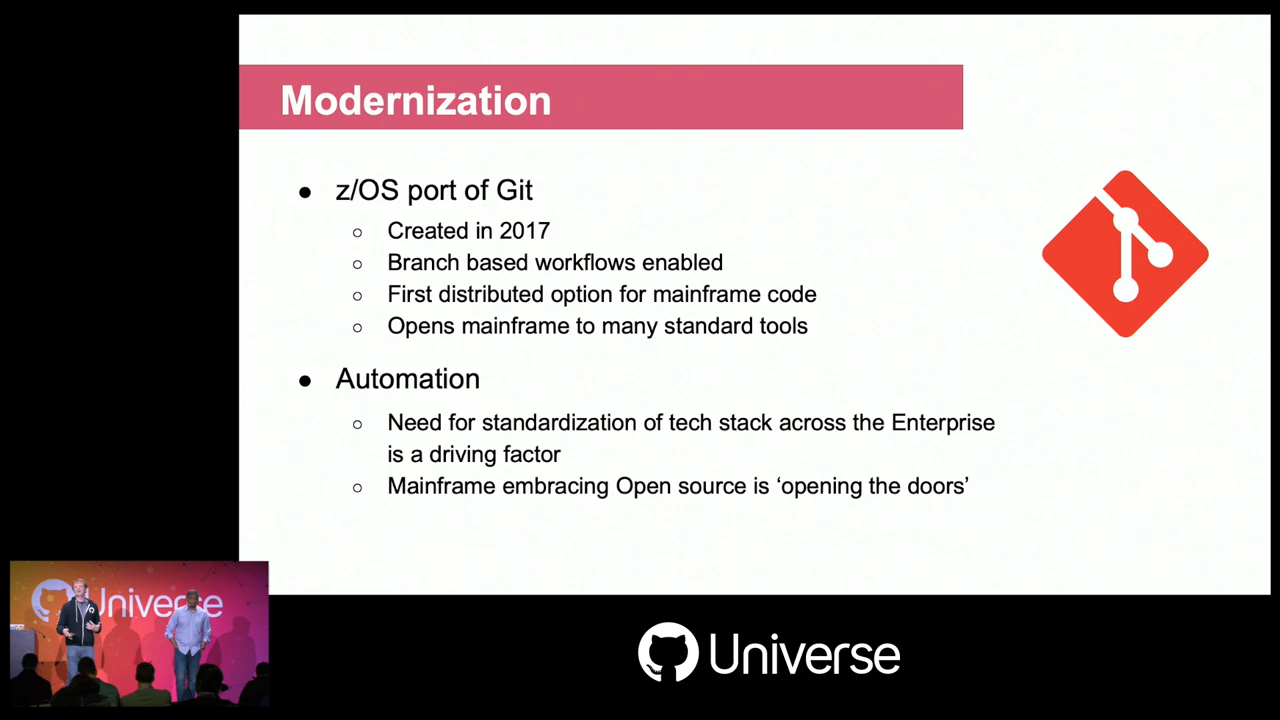 Modernization
● z/OS port of Git
○ Created in 2017
○ Branch based workflows enabled
○ First distributed option for mainframe code
○ Opens mainframe to many standard tools
● Automation
○ Need for standardization of tech stack across the Enterprise
is a driving factor
○ Mainframe embracing Open source is ‘opening the doors’
Universe
Universe